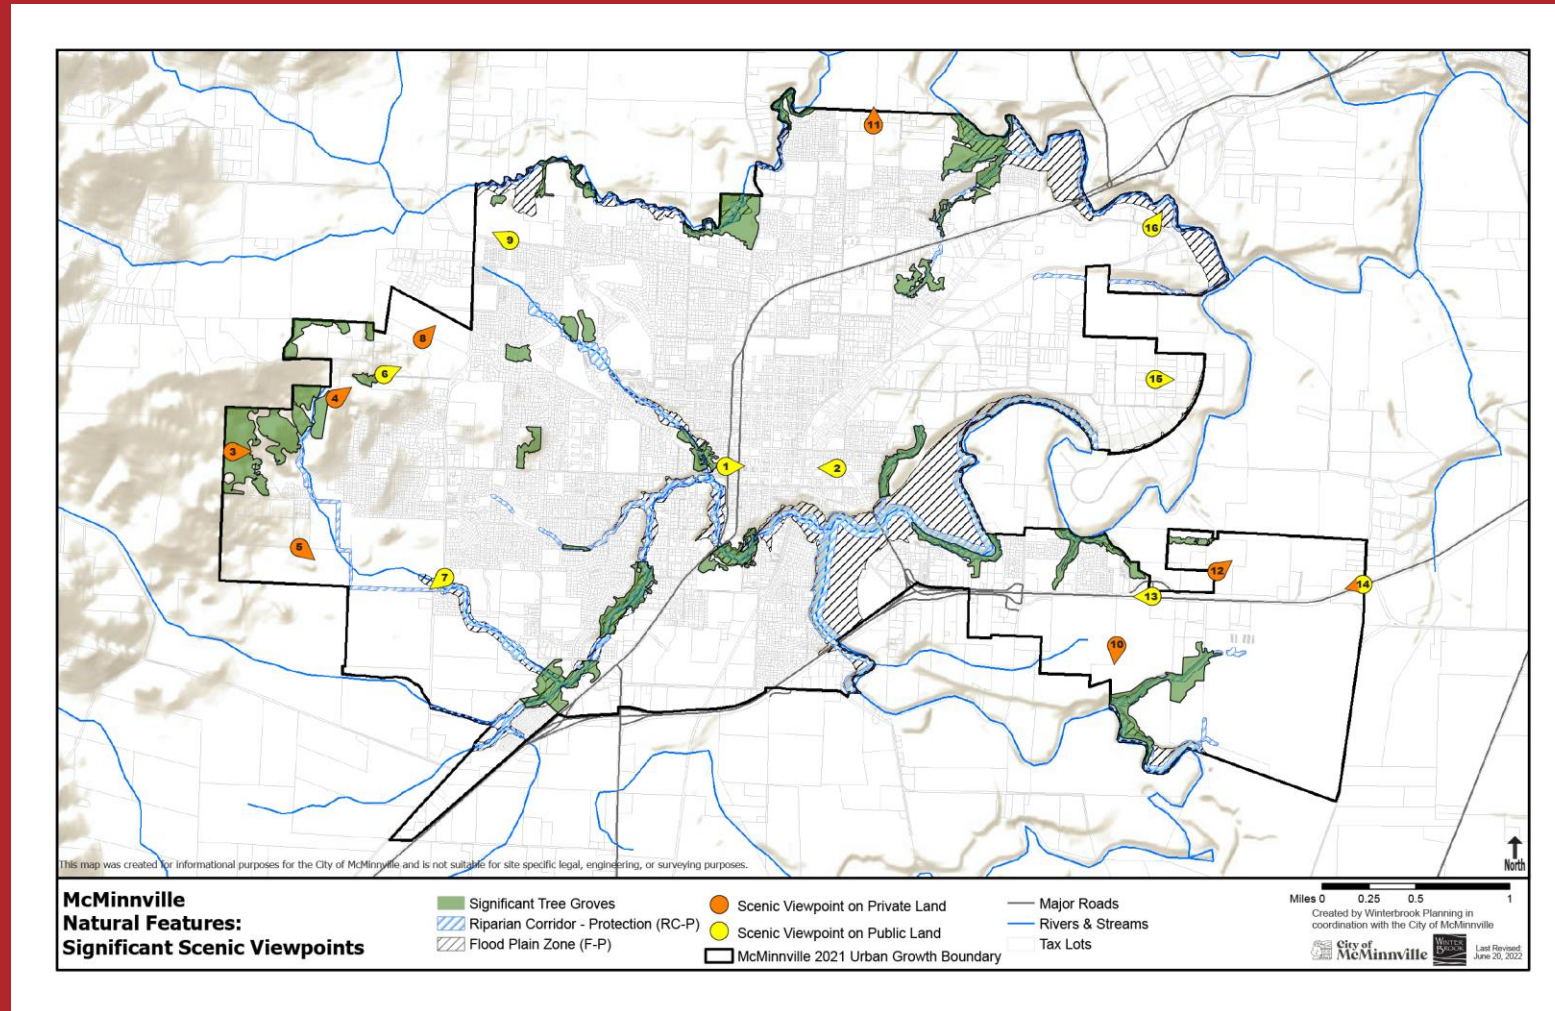 11
16
9
8
6
4
15
3
1
2
5
7
12
14
13
10
This map was created for informational purposes for the City of McMinnville and is not suitable for site specific legal, engineering, or surveying purposes.
North
McMinnville
Natural Features:
Significant Scenic Viewpoints
Significant Tree Groves
Riparian Corridor - Protection (RC-P)
Flood Plain Zone (F-P)
Scenic Viewpoint on Private Land
Scenic Viewpoint on Public Land
McMinnville 2021 Urban Growth Boundary
Major Roads
Rivers & Streams
Tax Lots
Miles 0 0.25 0.5 1
Created by Winterbrook Planning in
coordination with the City of McMinnville
City of
McMinnville
WINTER
BROOK
Last Revised:
June 20, 2022